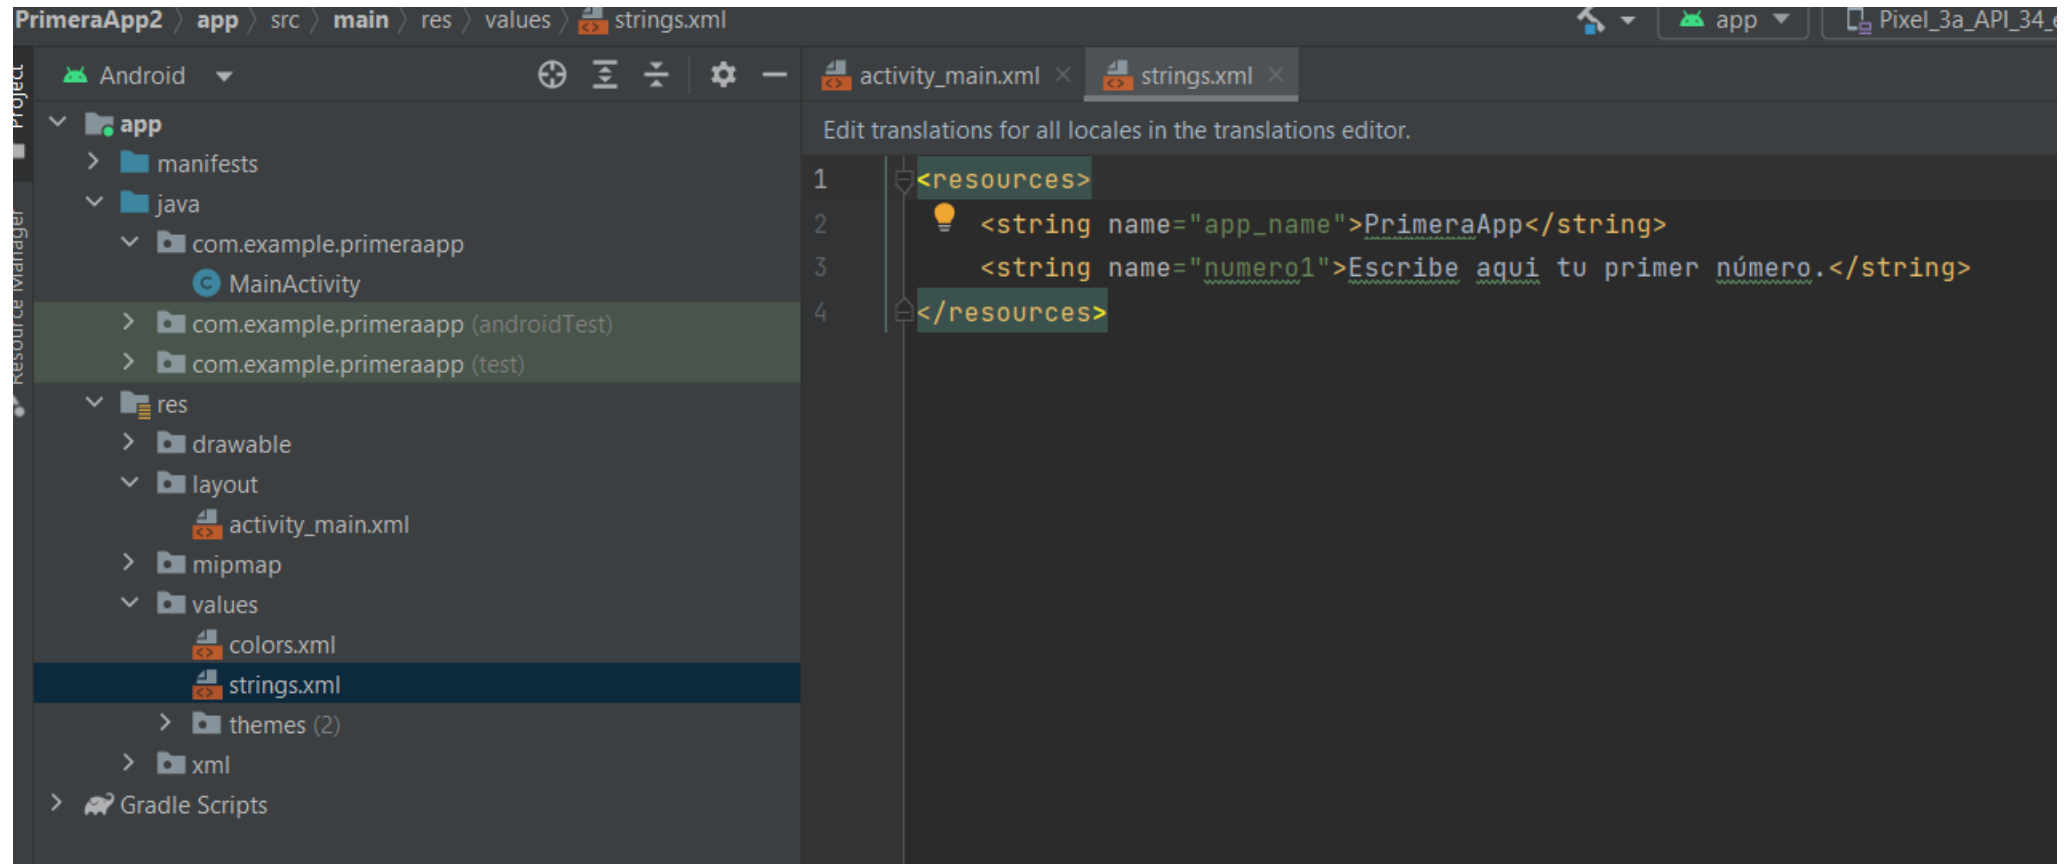 PrimeraApp2 〉 app 〉 src 〉 main 〉 res 〉 values 〉 strings.xml
app
Pixel_3a_API_34_e
Project
Resource Manager
Android
activity_main.xml
strings.xml
Edit translations for all locales in the translations editor.
app
manifests
java
com.example.primeraapp
MainActivity
com.example.primeraapp (androidTest)
com.example.primeraapp (test)
res
drawable
layout
activity_main.xml
mipmap
values
colors.xml
strings.xml
themes (2)
xml
Gradle Scripts
1 <resources>
2 <string name="app_name">PrimeraApp</string>
3 <string name="numero1">Escribe aqui tu primer número.</string>
4 </resources>